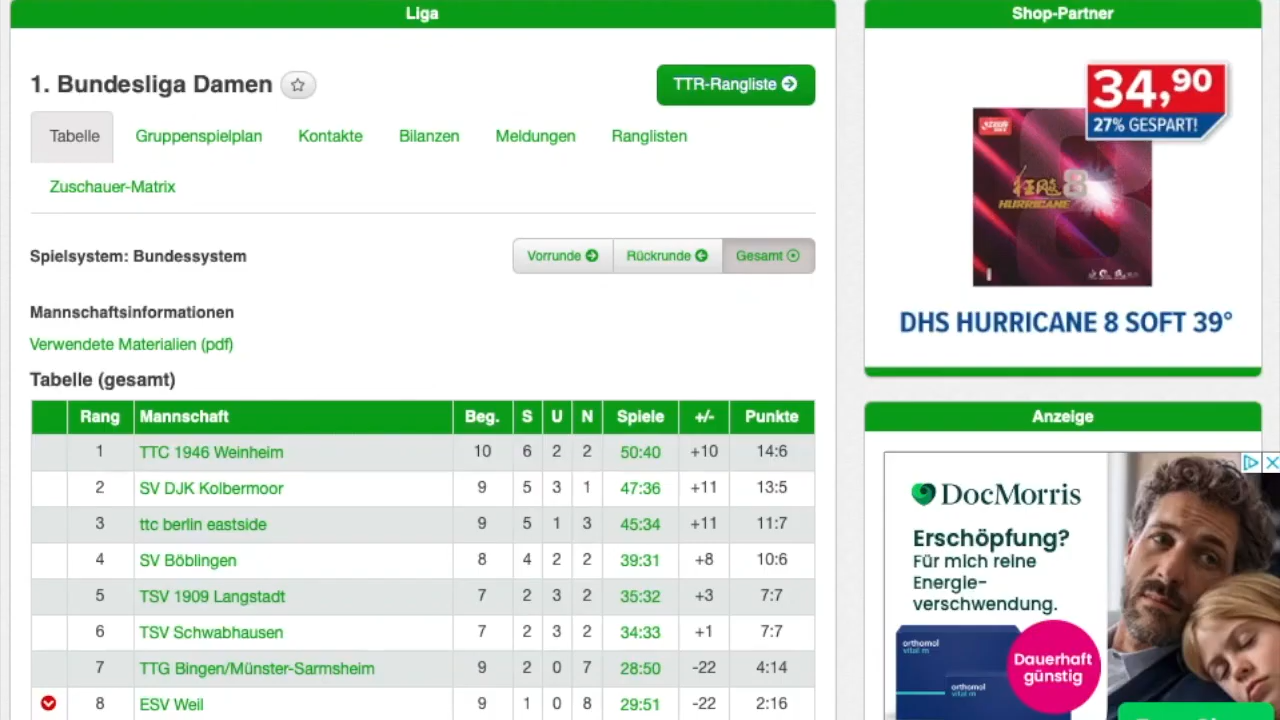 Liga
1. Bundesliga Damen
TTR-Rangliste
Tabelle Gruppenspielplan Kontakte Bilanzen Meldungen Ranglisten
Zuschauer-Matrix
Spielsystem: Bundessystem
Vorrunde Rückrunde Gesamt
Mannschaftsinformationen
Verwendete Materialien (pdf)
Tabelle (gesamt)
Rang Mannschaft Beg. S U N Spiele +/- Punkte
1 TTC 1946 Weinheim 10 6 2 2 50:40 +10 14:6
2 SV DJK Kolbermoor 9 5 3 1 47:36 +11 13:5
3 ttc berlin eastside 9 5 1 3 45:34 +11 11:7
4 SV Böblingen 8 4 2 2 39:31 +8 10:6
5 TSV 1909 Langstadt 7 2 3 2 35:32 +3 7:7
6 TSV Schwabhausen 7 2 3 2 34:33 +1 7:7
7 TTG Bingen/Münster-Sarmsheim 9 2 0 7 28:50 -22 4:14
8 ESV Weil 9 1 0 8 29:51 -22 2:16
Shop-Partner
34,90
27% GESPART!
狂飚 8
HURRICANE
DHS HURRICANE 8 SOFT 39°
Anzeige
DocMorris
Erschöpfung?
Für mich reine
Energie-
verschwendung.
orthomol
vital m
orthomol
vital m
Dauerhaft
günstig